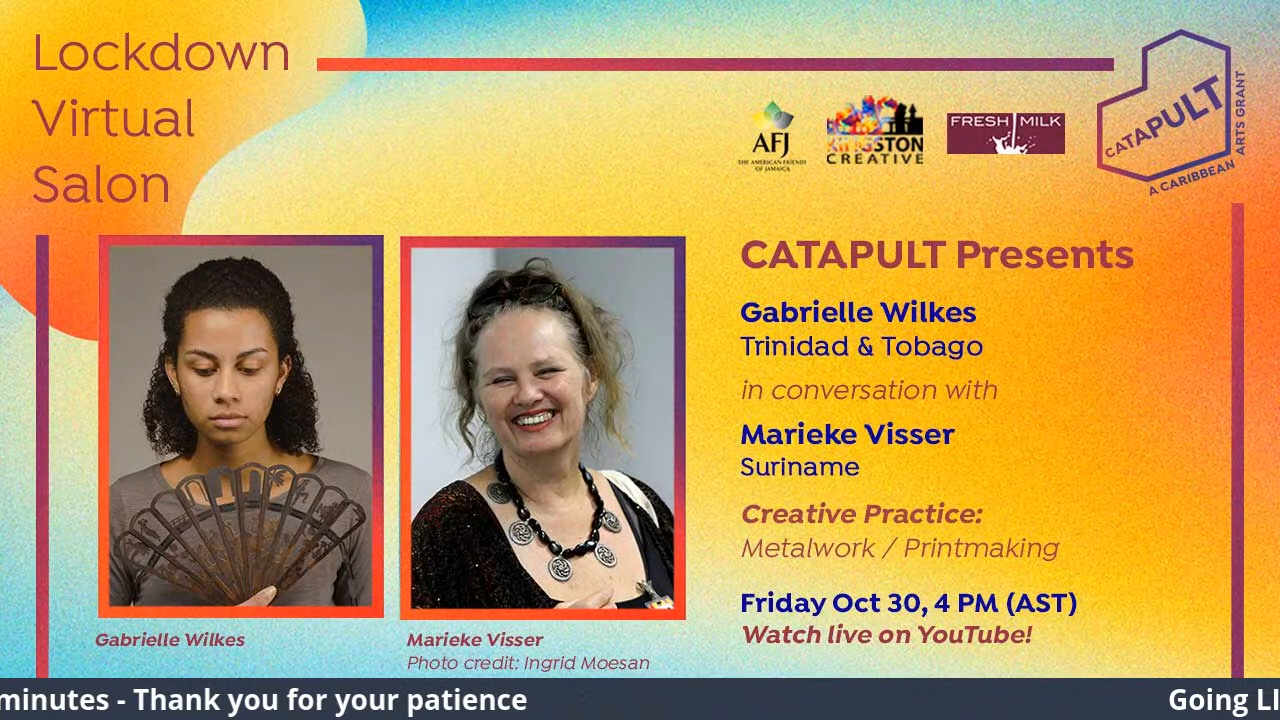 Lockdown
Virtual
Salon
AFJ
THE AMERICAN FRIENDS
OF JAMAICA
KINGSTON
CREATIVE
FRESH MILK
CATAPULT
A CARIBBEAN
ARTS GRANT
CATAPULT Presents
Gabrielle Wilkes
Trinidad & Tobago
in conversation with
Marieke Visser
Suriname
Creative Practice:
Metalwork / Printmaking
Friday Oct 30, 4 PM (AST)
Watch live on YouTube!
Gabrielle Wilkes
Marieke Visser
Photo credit: Ingrid Moesan
minutes - Thank you for your patience
Going LI